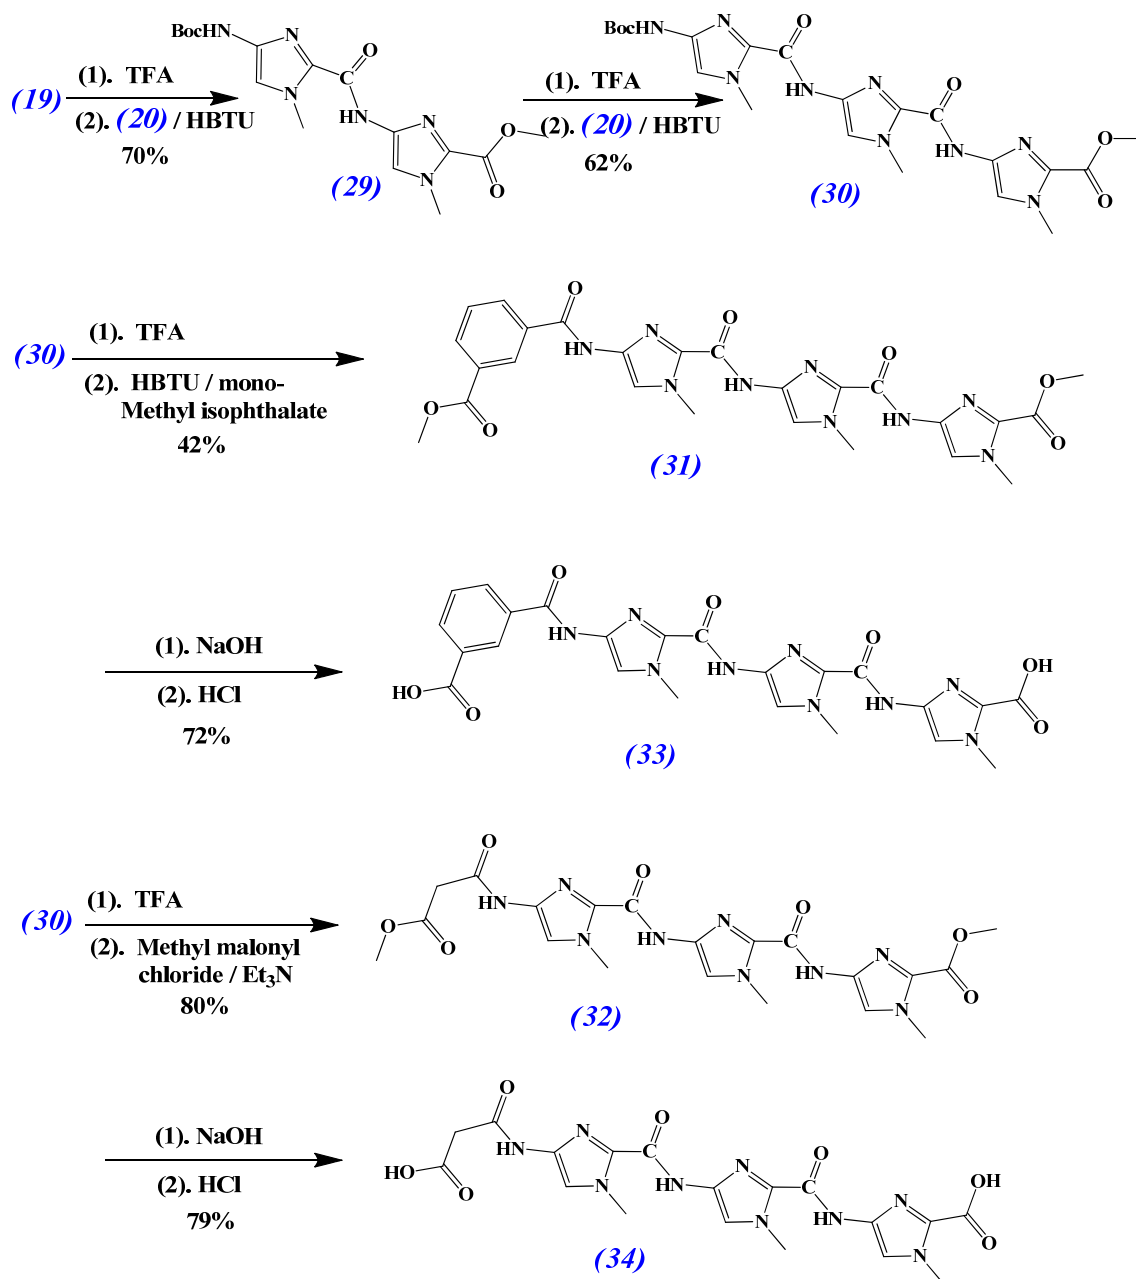 BocHN
N
N
C
O
HN
N
N
O
O
(19)
(1). TFA
(2). (20) / HBTU
70%
(29)
BocHN
N
N
C
O
HN
N
N
C
O
HN
N
N
O
O
(1). TFA
(2). (20) / HBTU
62%
(30)
(30)
(1). TFA
(2). HBTU / mono-
Methyl isophthalate
42%
O
HN
O
O
N
N
C
O
HN
N
N
C
O
HN
N
N
O
O
(31)
(1). NaOH
(2). HCl
72%
O
HN
HO
O
N
N
C
O
HN
N
N
C
O
HN
N
N
OH
O
(33)
(30)
(1). TFA
(2). Methyl malonyl
chloride / Et3N
80%
O
HN
O
O
N
N
C
O
HN
N
N
C
O
HN
N
N
O
O
(32)
(1). NaOH
(2). HCl
79%
O
HN
HO
O
N
N
C
O
HN
N
N
C
O
HN
N
N
OH
O
(34)